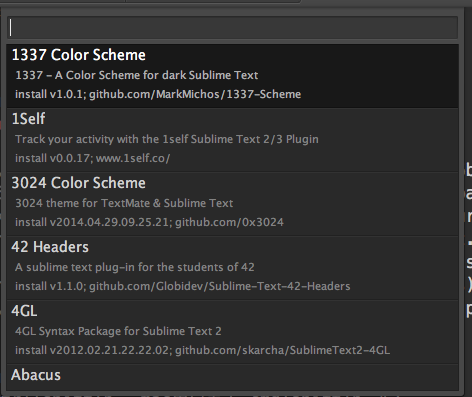 1337 Color Scheme
1337 - A Color Scheme for dark Sublime Text
install v1.0.1; github.com/MarkMichos/1337-Scheme
1Self
Track your activity with the 1self Sublime Text 2/3 Plugin
install v0.0.17; www.1self.co/
3024 Color Scheme
3024 theme for TextMate & Sublime Text
install v2014.04.29.09.25.21; github.com/0x3024
42 Headers
A sublime text plug-in for the students of 42
install v1.1.0; github.com/Globidev/Sublime-Text-42-Headers
4GL
4GL Syntax Package for Sublime Text 2
install v2012.02.21.22.22.02; github.com/skarcha/SublimeText2-4GL
Abacus